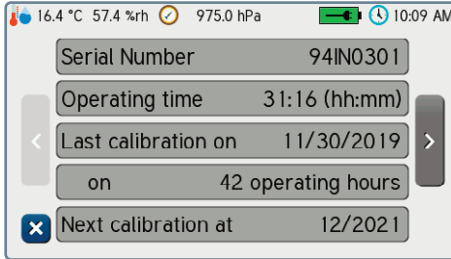 16.4 °C 57.4 %rh 975.0 hPa 10:09 AM
Serial Number 94IN0301
Operating time 31:16 (hh:mm)
Last calibration on 11/30/2019
on 42 operating hours
Next calibration at 12/2021